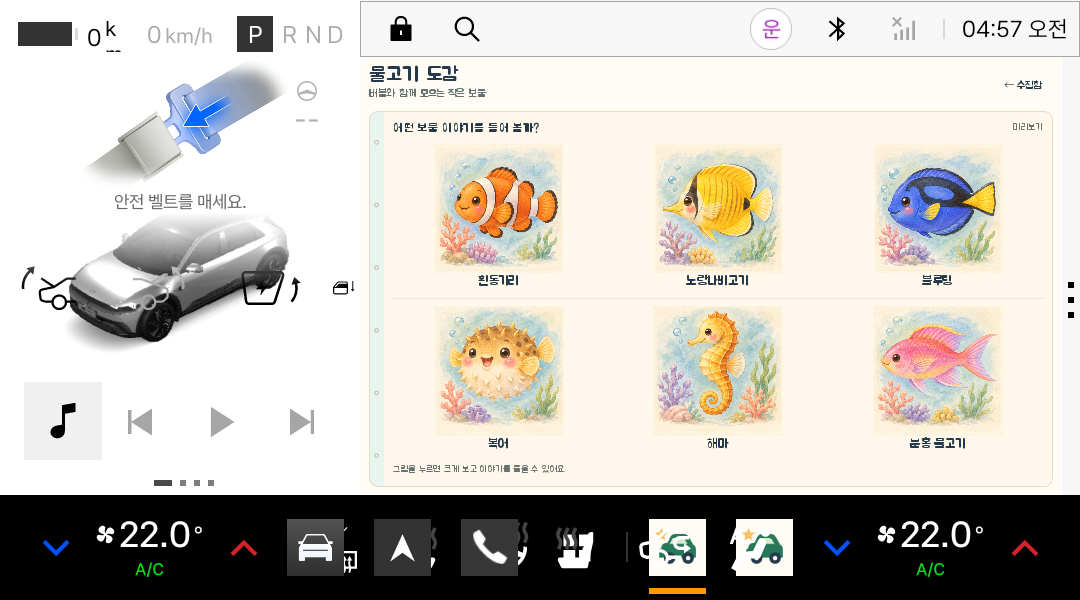 0 k
0 km/h
P R N D
운
04:57 오전
안전 벨트를 매세요.
물고기 도감
버블와 함께 모으는 작은 보물
← 수집함
어떤 보물 이야기를 들어 볼까?
미리보기
흰동가리
노랑나비고기
블루탱
복어
해마
분홍 물고기
그림을 누르면 크게 보고 이야기를 들을 수 있어요
22.0°
A/C
22.0°
A/C